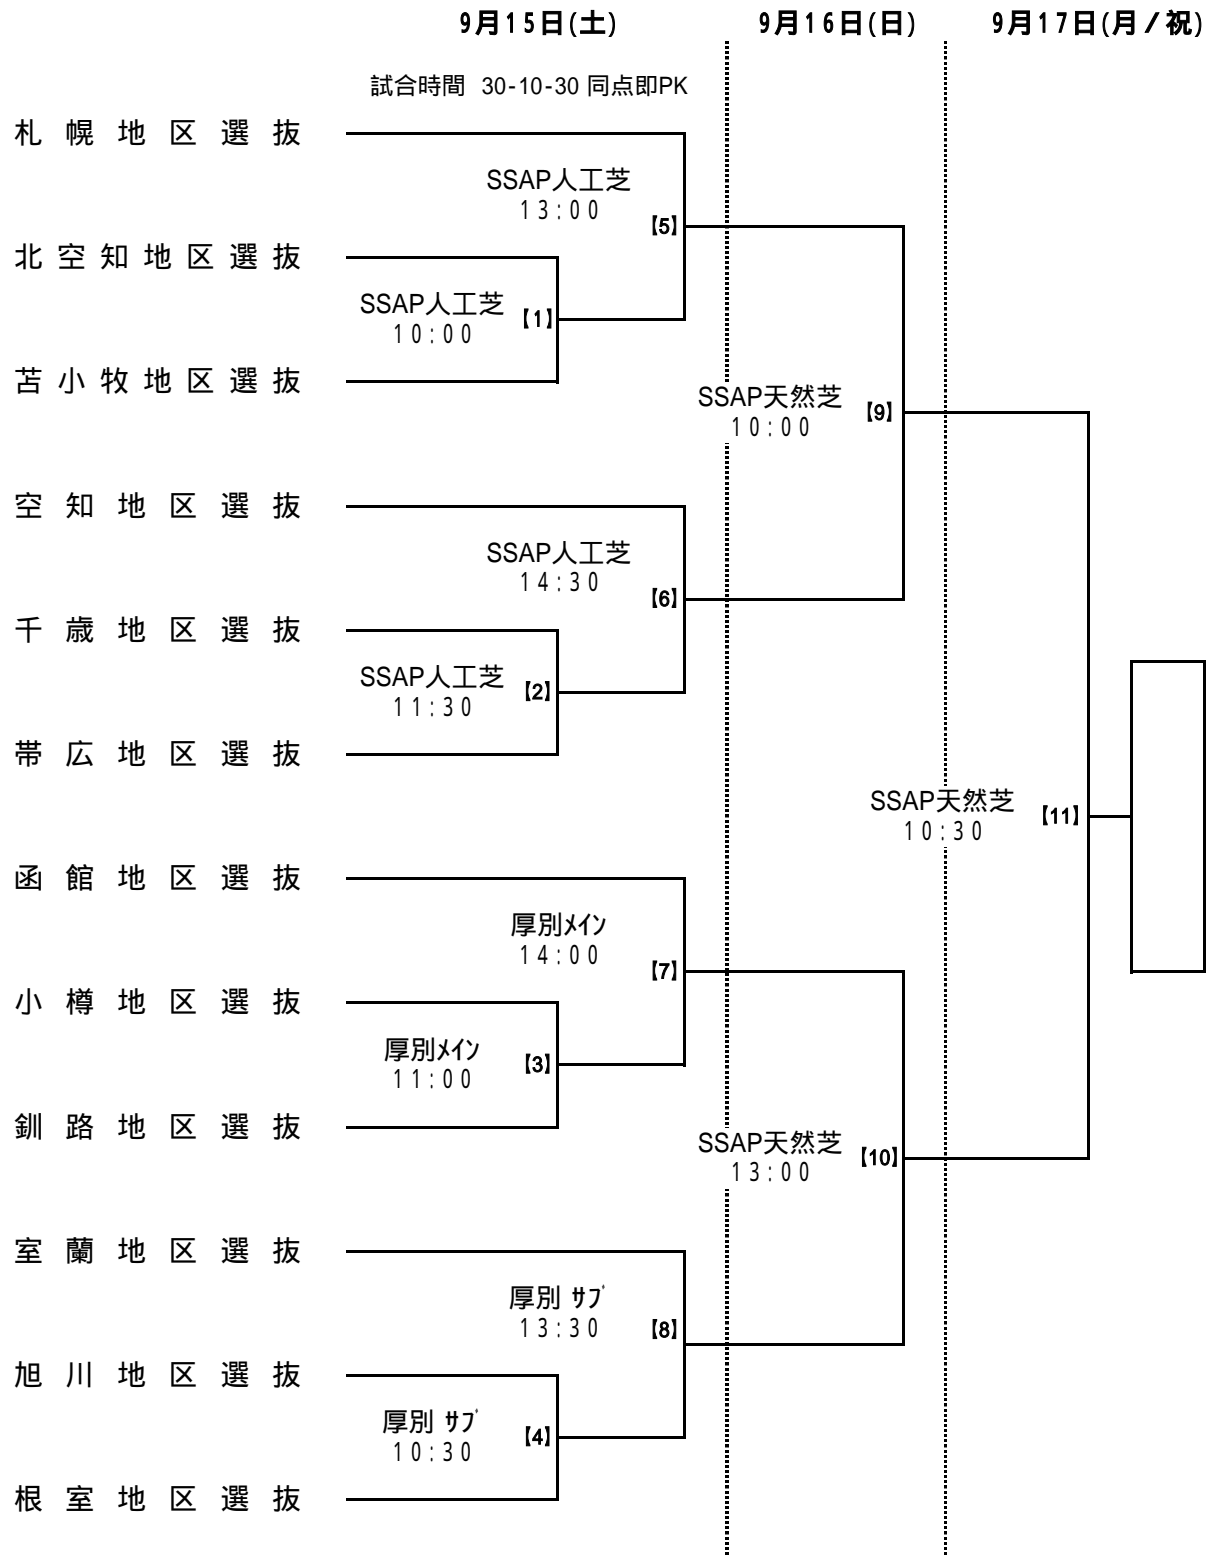 9月15日(土) 9月16日(日) 9月17日(月/祝)
試合時間 30-10-30 同点即PK
札幌地区選抜
SSAP人工芝
13:00
【5】
北空知地区選抜
SSAP人工芝
10:00
【1】
苫小牧地区選抜
SSAP天然芝
10:00
【9】
空知地区選抜
SSAP人工芝
14:30
【6】
千歳地区選抜
SSAP人工芝
11:30
【2】
帯広地区選抜
SSAP天然芝
10:30
【11】
函館地区選抜
厚別ﾒｲﾝ
14:00
【7】
小樽地区選抜
厚別ﾒｲﾝ
11:00
【3】
釧路地区選抜
SSAP天然芝
13:00
【10】
室蘭地区選抜
厚別 ｻﾌﾞ
13:30
【8】
旭川地区選抜
厚別 ｻﾌﾞ
10:30
【4】
根室地区選抜